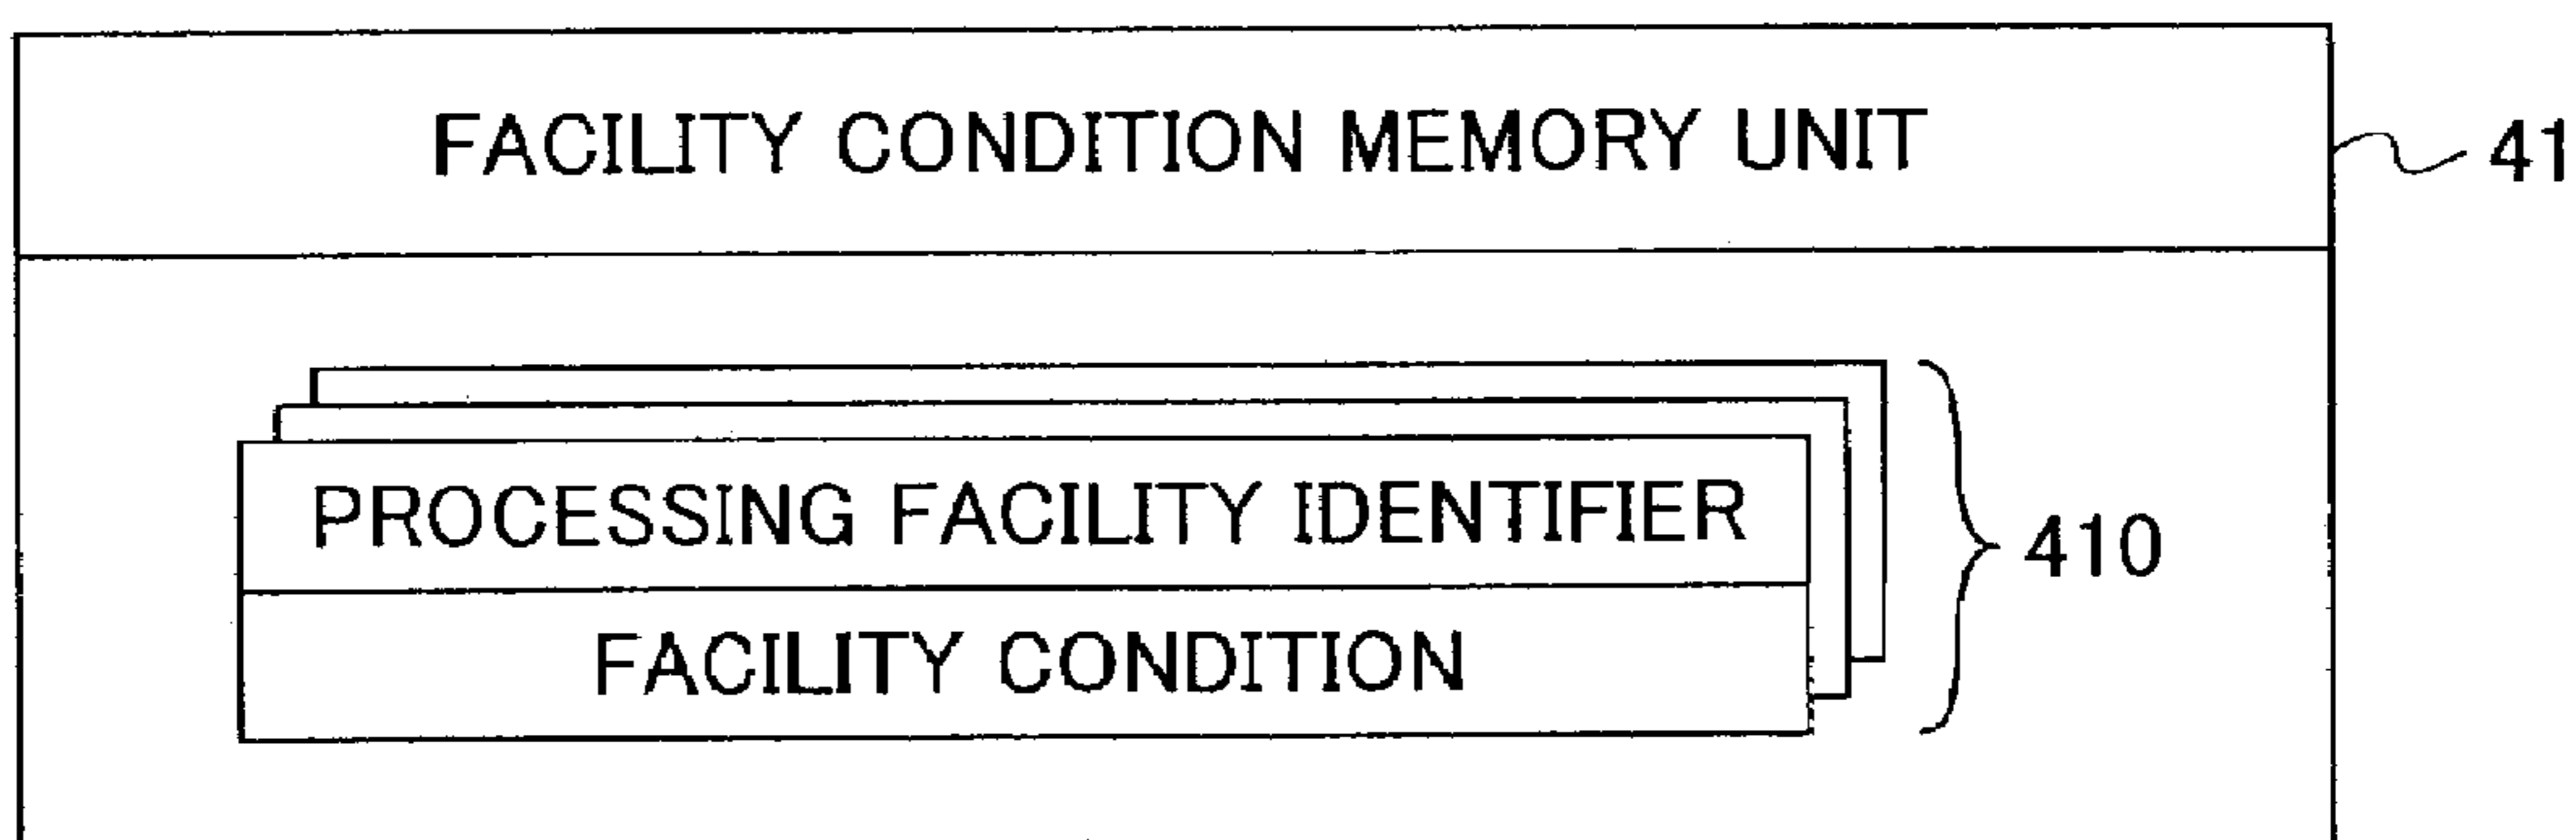 FACILITY CONDITION MEMORY UNIT
41
PROCESSING FACILITY IDENTIFIER
FACILITY CONDITION
410